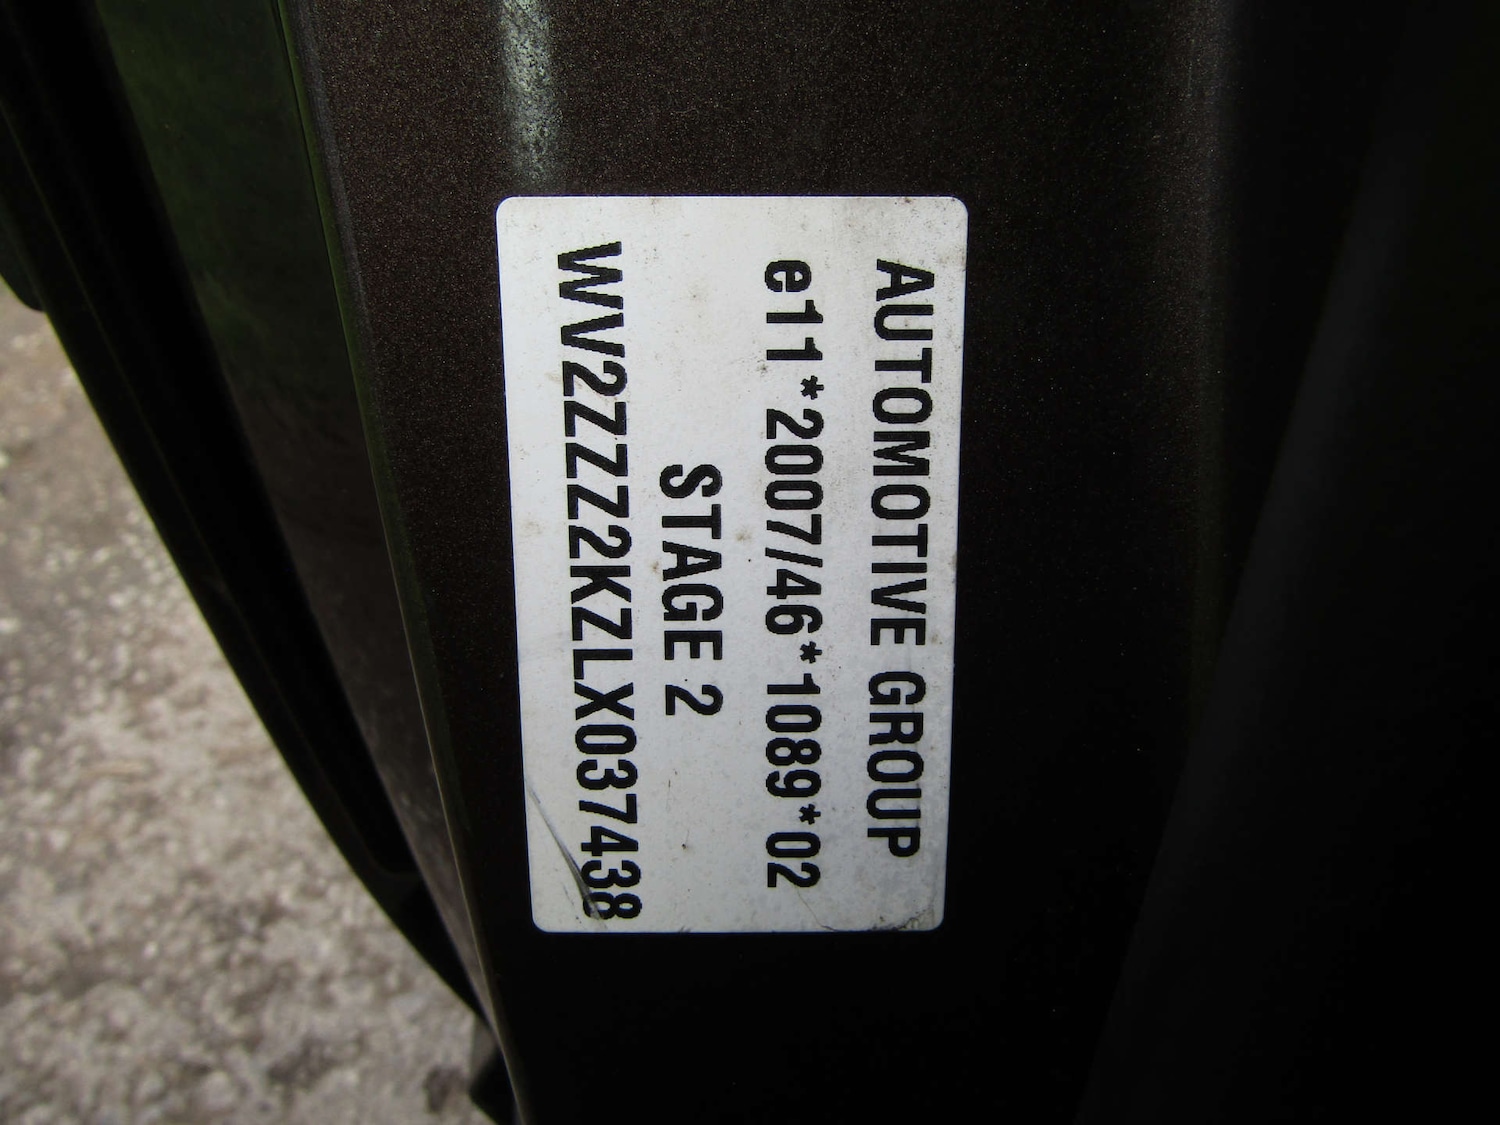 AUTOMOTIVE GROUP
e11*2007/46*1089*02
STAGE 2
WV2ZZZ2KZLX037438